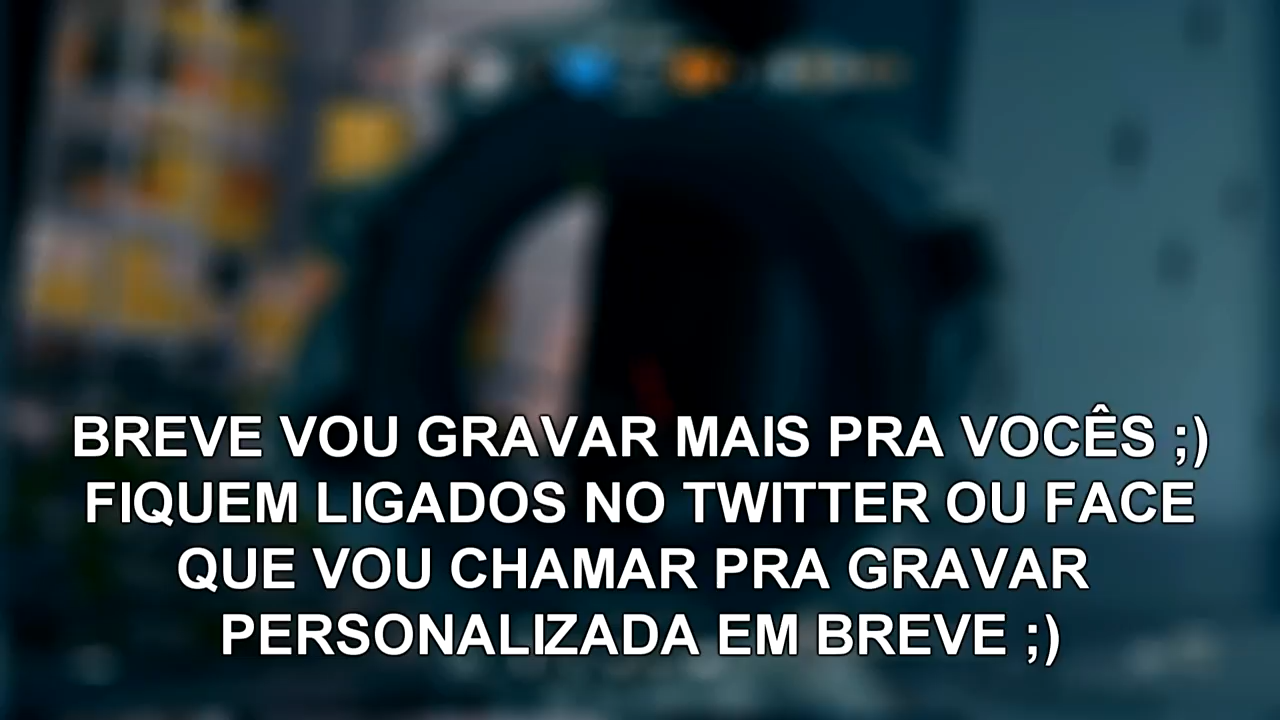 BREVE VOU GRAVAR MAIS PRA VOCÊS ;)
FIQUEM LIGADOS NO TWITTER OU FACE
QUE VOU CHAMAR PRA GRAVAR
PERSONALIZADA EM BREVE ;)